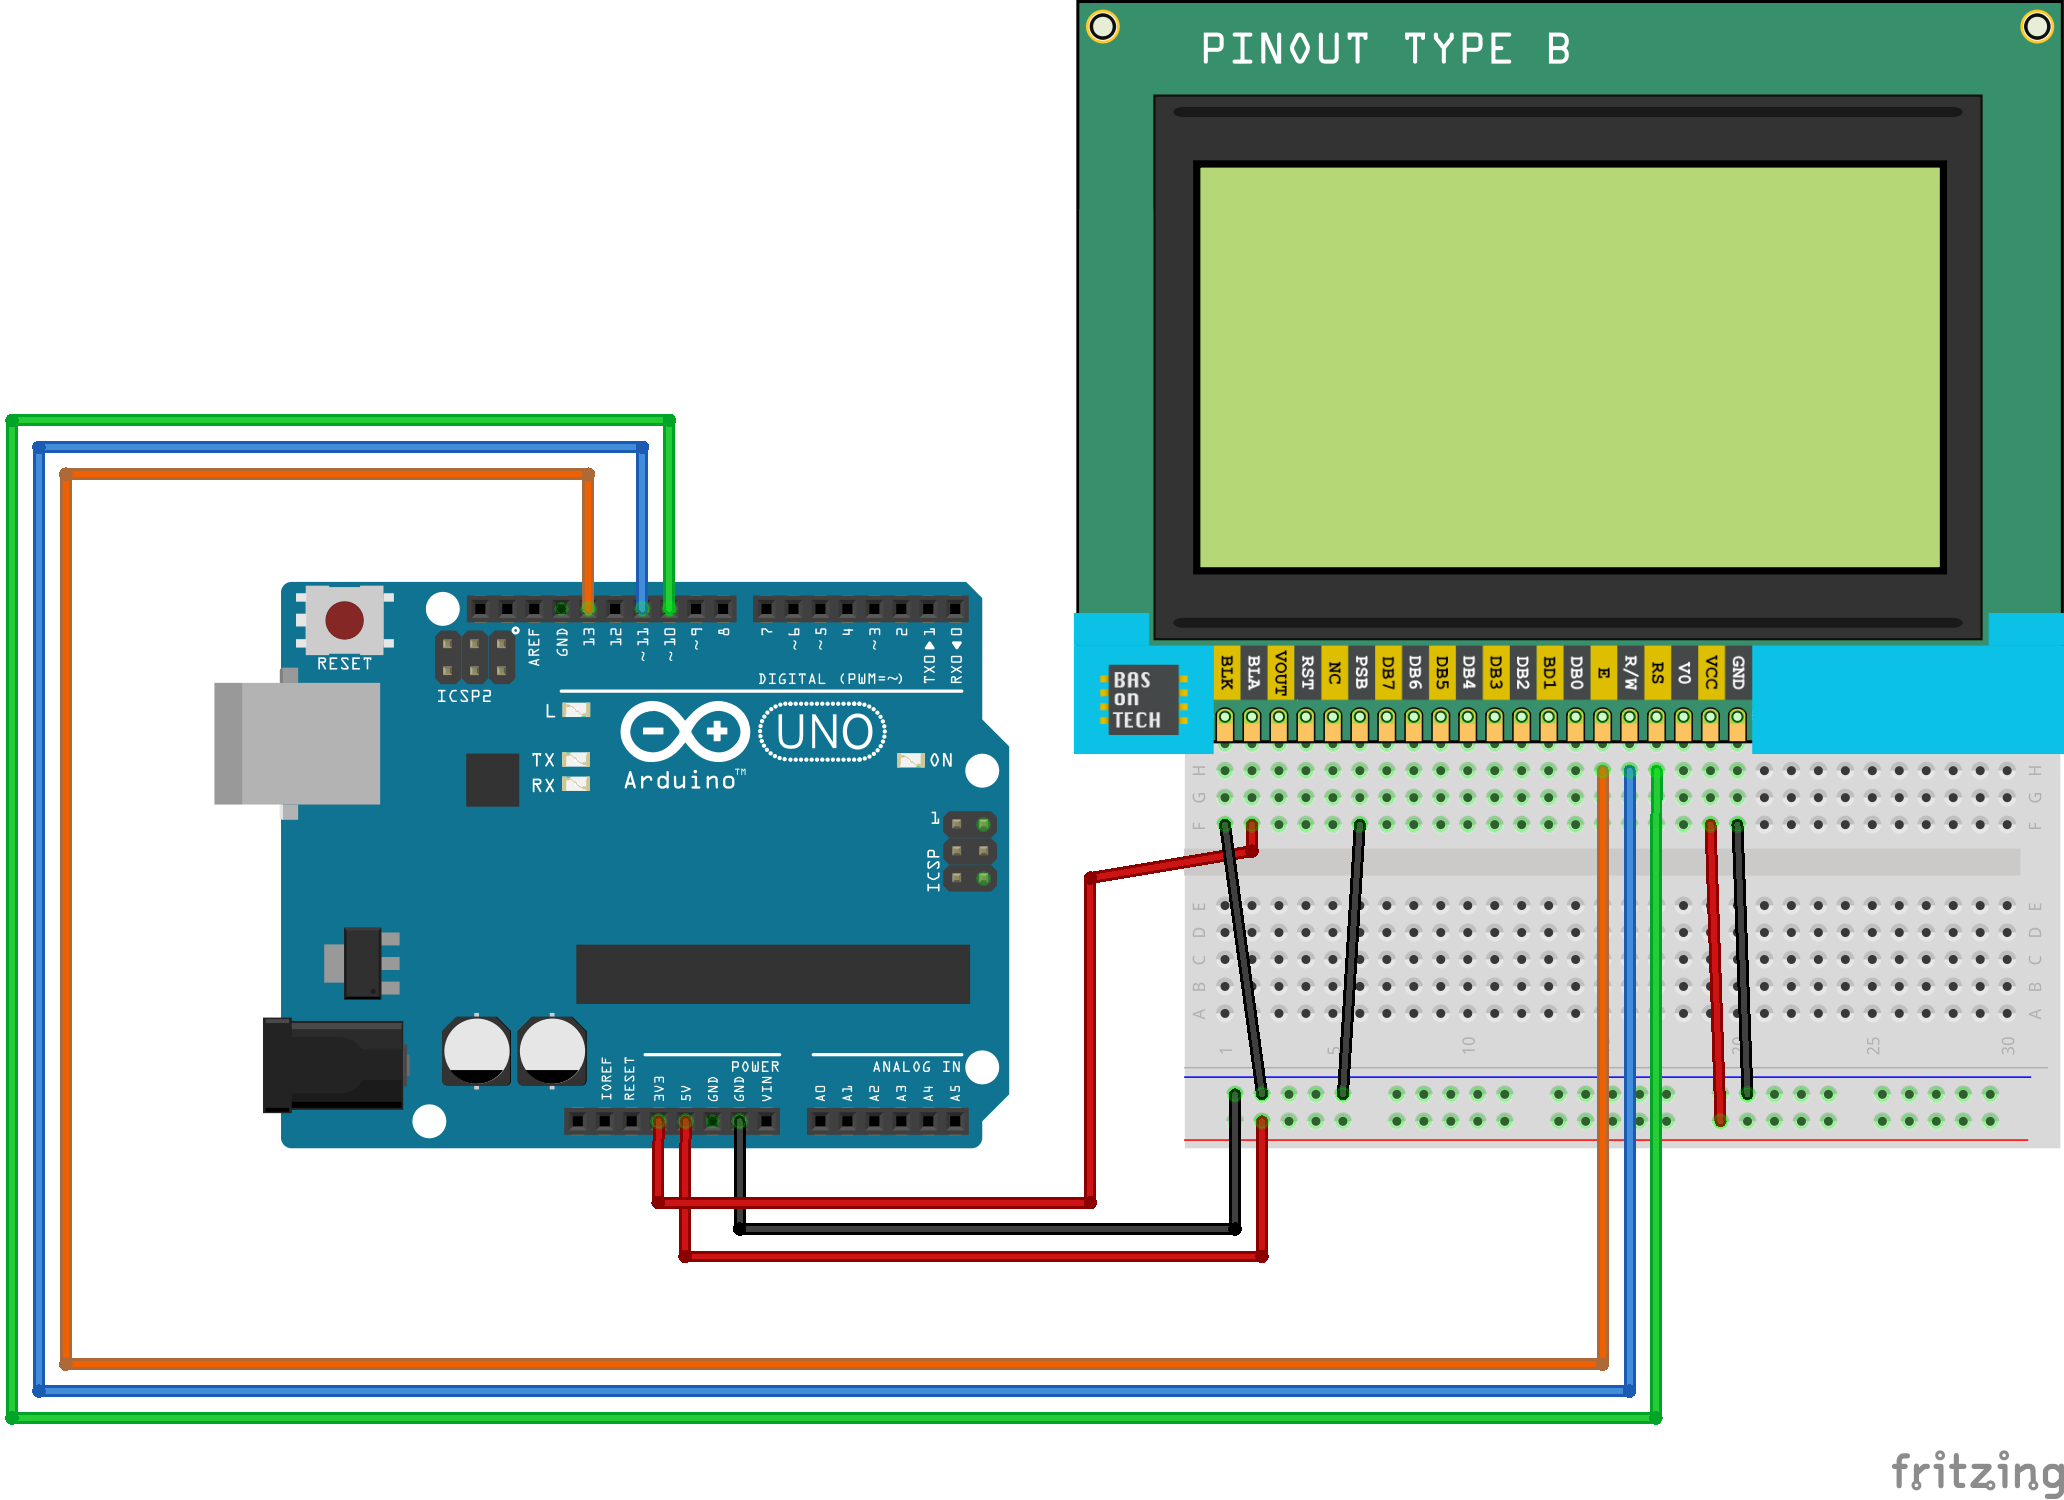 PINOUT TYPE B
RESET
ICSP2
AREF
GND
13
12
~11
~10
~9
8
7
~6
~5
4
~3
2
TX0▶1
RX0◀0
DIGITAL (PWM=~)
L
TX
RX
UNO
Arduino™
ON
1
ICSP
BAS
on
TECH
BLK
BLA
VOUT
RST
NC
PSB
DB7
DB6
DB5
DB4
DB3
DB2
BD1
DB0
E
R/W
RS
V0
VCC
GND
H
H
G
G
F
F
E
E
D
D
C
C
B
B
A
A
1
5
10
20
25
30
IOREF
RESET
3V3
5V
GND
GND
VIN
POWER
ANALOG IN
A0
A1
A2
A3
A4
A5
fritzing